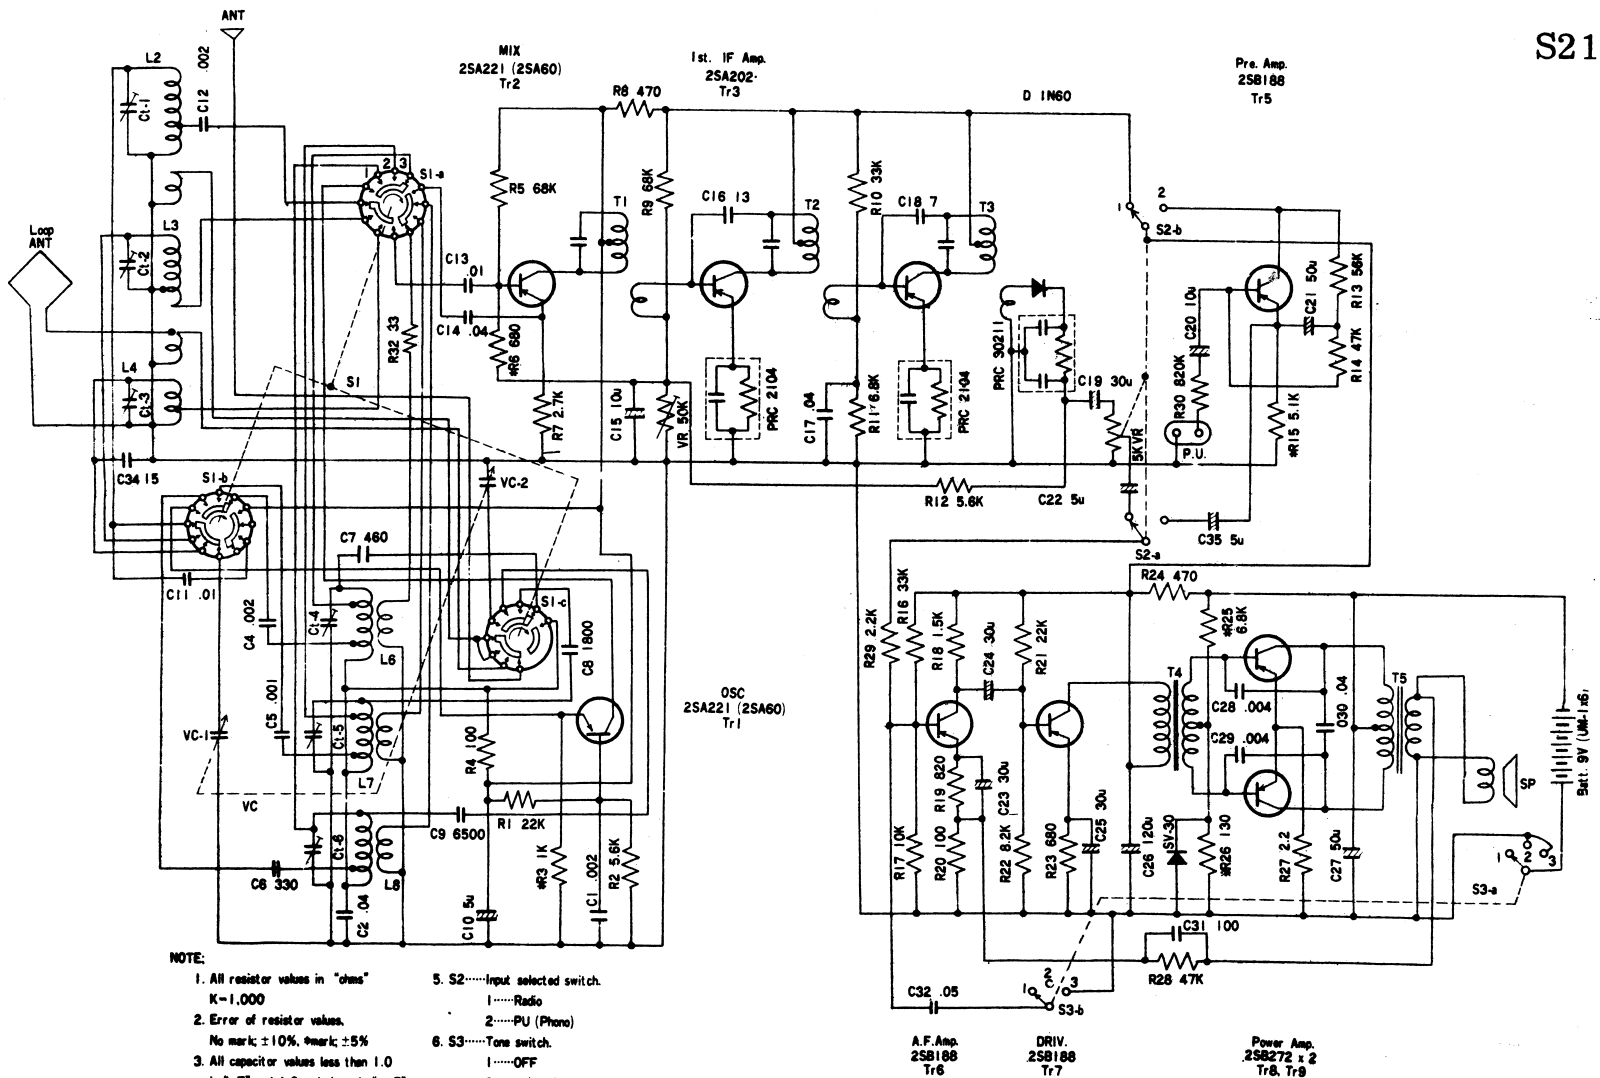 S21
ANT
MIX
2SA221 (2SA60)
Tr2
1st. IF Amp.
2SA202
Tr3
D 1N60
Pre. Amp.
2SB188
Tr5
L2
Ct-1
C12 .002
L3
Ct-2
Loop
ANT
L4
Ct-3
C34 15
1 2 3
S1-a
R32 33
C13
.01
C14 .04
R5 68K
*R6 680
R7 2.7K
T1
R8 470
R9 68K
C15 10u
VR 50K
C16 13
T2
PRC 2104
R10 33K
C17 .04
R11 6.8K
C18 7
T3
PRC 2104
PRC 30211
C19 30u
5KVR
R12 5.6K
C22 5u
1
2
S2-b
C20 10u
R30 820K
P.U.
C21 50u
R13 56K
R14 47K
*R15 5.1K
C35 5u
S2-a
S1
S1-b
VC-2
C11 .01
C7 460
C4 .002
Ct-4
L6
S1-c
C8 1800
C5 .001
Ct-5
L7
VC-1
VC
R4 100
OSC
2SA221 (2SA60)
Tr1
R1 22K
C9 6500
Ct-6
L8
C6 330
C2 .04
C10 5u
*R3 1K
C1 .002
R2 5.6K
R29 2.2K
R16 33K
R18 1.5K
C24 30u
R21 22K
R24 470
*R25
6.8K
T4
C28 .004
C29 .004
030 .04
T5
SP
Batt. 9V (UM-1x6)
R17 10K
R19 820
R20 100
C23 30u
R22 8.2K
R23 680
C25 30u
C26 120u
SV-30
*R26 130
R27 2.2
C27 50u
1
2
3
S3-a
C31 100
R28 47K
C32 .05
1
2
3
S3-b
A.F.Amp.
2SB188
Tr6
DRIV.
2SB188
Tr7
Power Amp.
2SB272 x 2
Tr8, Tr9
NOTE:
1. All resistor values in "ohms"
K-1,000
2. Error of resistor values.
No mark; ±10%, *mark; ±5%
3. All capacitor values less than 1.0
5. S2......Input selected switch.
1......Radio
2......PU (Phono)
6. S3......Tone switch.
1......OFF